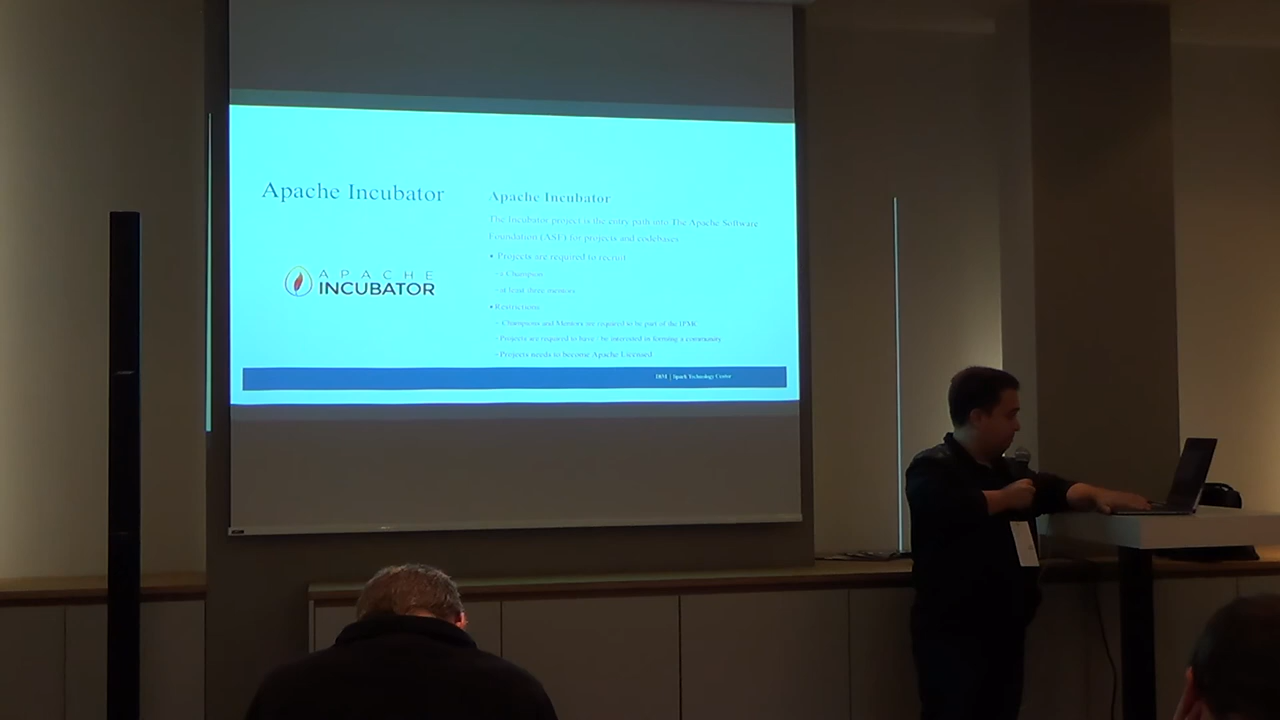 Apache Incubator
APACHE
INCUBATOR
Apache Incubator
The Incubator project is the entry path into The Apache Software
Foundation (ASF) for projects and codebases
• Projects are required to recruit
- a Champion
- at least three mentors
• Restrictions
- Champions and Mentors are required to be part of the IPMC
- Projects are required to have / be interested in forming a community
- Projects needs to become Apache Licensed
IBM | Spark Technology Center